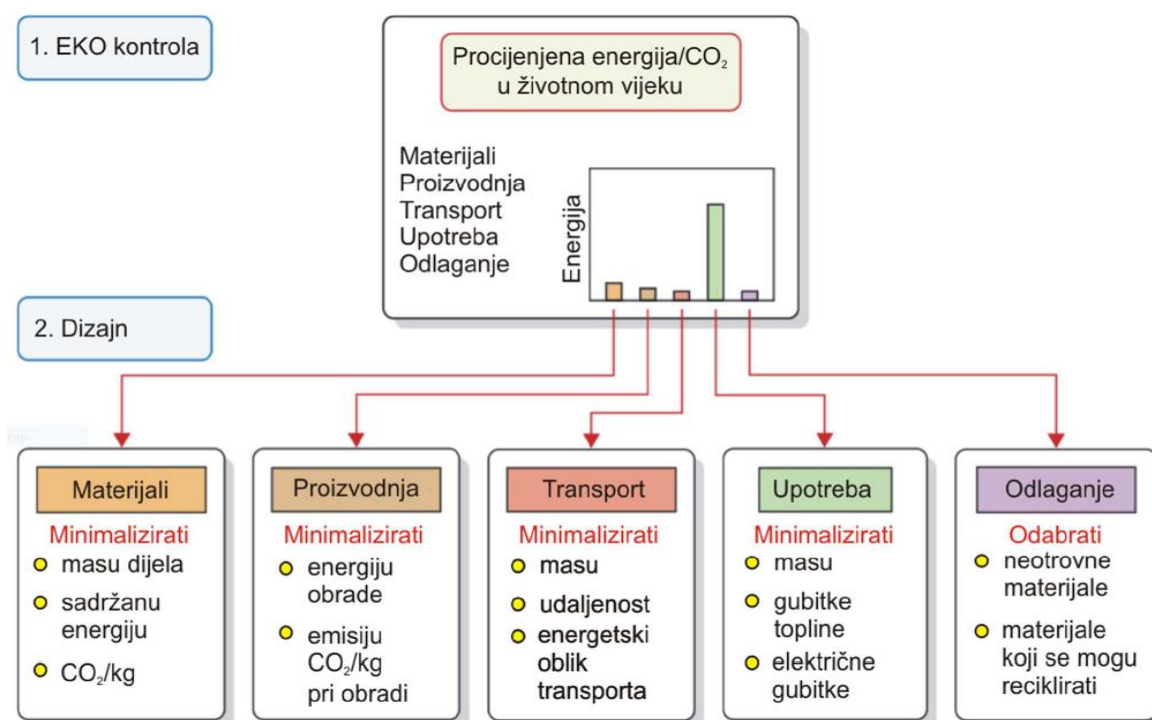 1. EKO kontrola
Procijenjena energija/CO₂
u životnom vijeku
Materijali
Proizvodnja
Transport
Upotreba
Odlaganje
Energija
2. Dizajn
Materijali
Minimalizirati
masu dijela
sadržanu
energiju
CO₂/kg
Proizvodnja
Minimalizirati
energiju
obrade
emisiju
CO₂/kg
pri obradi
Transport
Minimalizirati
masu
udaljenost
energetski
oblik
transporta
Upotreba
Minimalizirati
masu
gubitke
topline
električne
gubitke
Odlaganje
Odabrati
neotrovne
materijale
materijale
koji se mogu
reciklirati